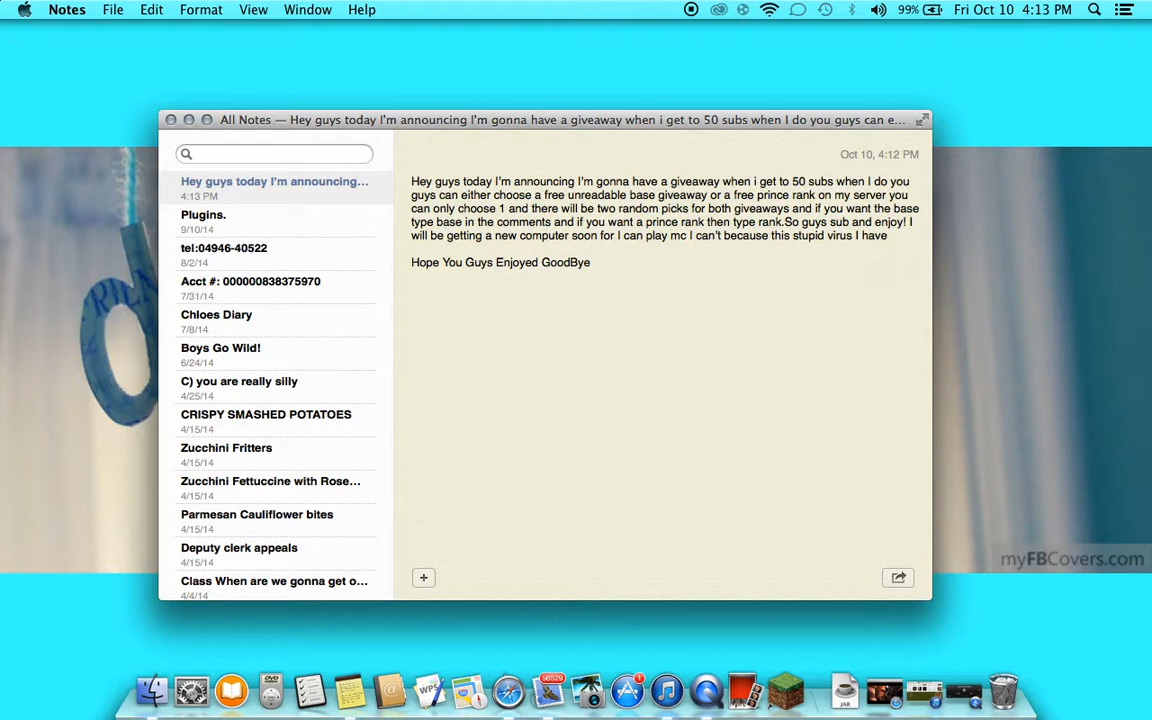 Notes File Edit Format View Window Help 99% Fri Oct 10 4:13 PM
All Notes — Hey guys today I'm announcing I'm gonna have a giveaway when i get to 50 subs when I do you guys can e...
Oct 10, 4:12 PM
Hey guys today I'm announcing...
4:13 PM
Plugins.
9/10/14
tel:04946-40522
8/2/14
Acct #: 000000838375970
7/31/14
Chloes Diary
7/8/14
Boys Go Wild!
6/24/14
C) you are really silly
4/25/14
CRISPY SMASHED POTATOES
4/15/14
Zucchini Fritters
4/15/14
Zucchini Fettuccine with Rose...
4/15/14
Parmesan Cauliflower bites
4/15/14
Deputy clerk appeals
4/15/14
Class When are we gonna get o...
4/4/14
Hey guys today I'm announcing I'm gonna have a giveaway when i get to 50 subs when I do you
guys can either choose a free unreadable base giveaway or a free prince rank on my server you
can only choose 1 and there will be two random picks for both giveaways and if you want the base
type base in the comments and if you want a prince rank then type rank.So guys sub and enjoy! I
will be getting a new computer soon for I can play mc I can't because this stupid virus I have
Hope You Guys Enjoyed GoodBye
RIEN
myFBCovers.com
WPS
56529
1
JAR